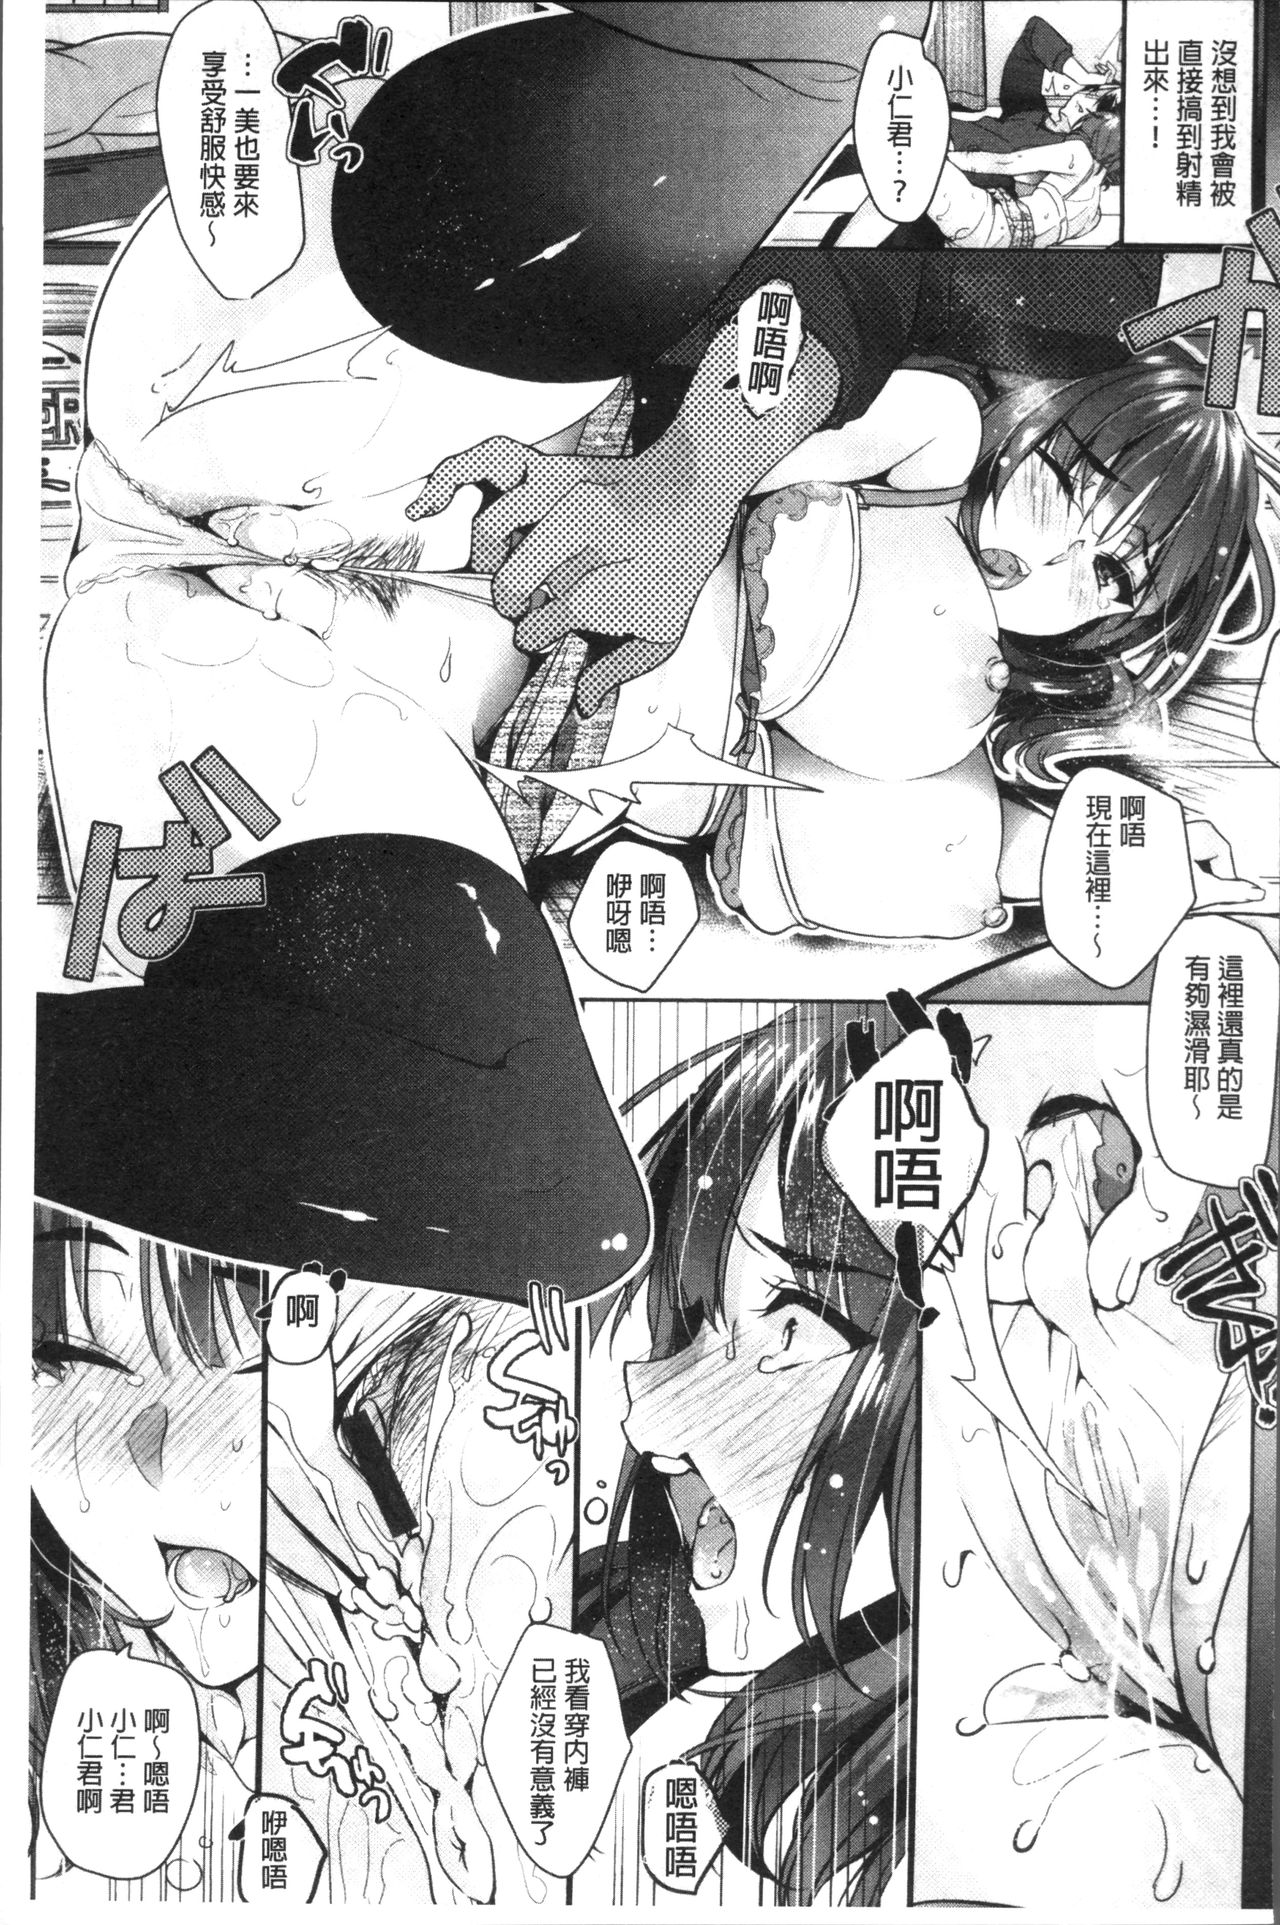 沒想到我會被
直接搞到射精
出來…!
小仁君…?
…一美也要來
享受舒服快感~
啊唔啊
啊唔
現在這裡…~
啊唔…
咿呀嗯
ば
這裡還真的是
有夠濕滑耶~
啊唔
嗯唔唔
我看穿內褲
已經沒有意義了
啊
咿嗯唔
啊~嗯唔
小仁…君
小仁君啊